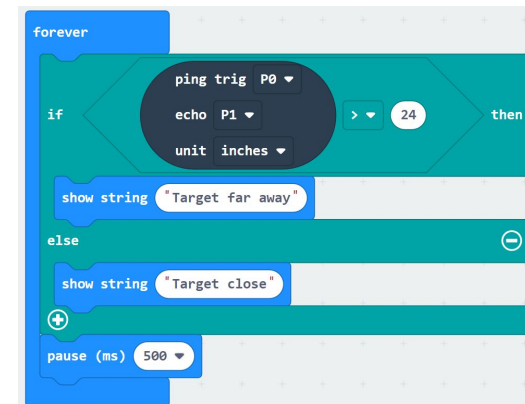 forever
ping trig P0
if echo P1 > 24 then
unit inches
show string "Target far away"
else
show string "Target close"
pause (ms) 500